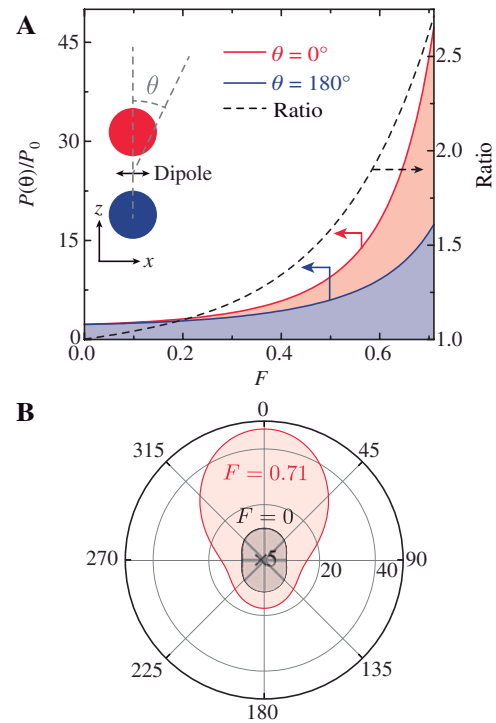 A
45
30
15
0
P(θ)/P₀
θ = 0°
θ = 180°
Ratio
θ
Dipole
z
x
2.5
2.0
1.5
1.0
Ratio
0.0
0.2
0.4
0.6
F
B
0
315
45
F = 0.71
F = 0
×5
270
20
40
90
225
135
180